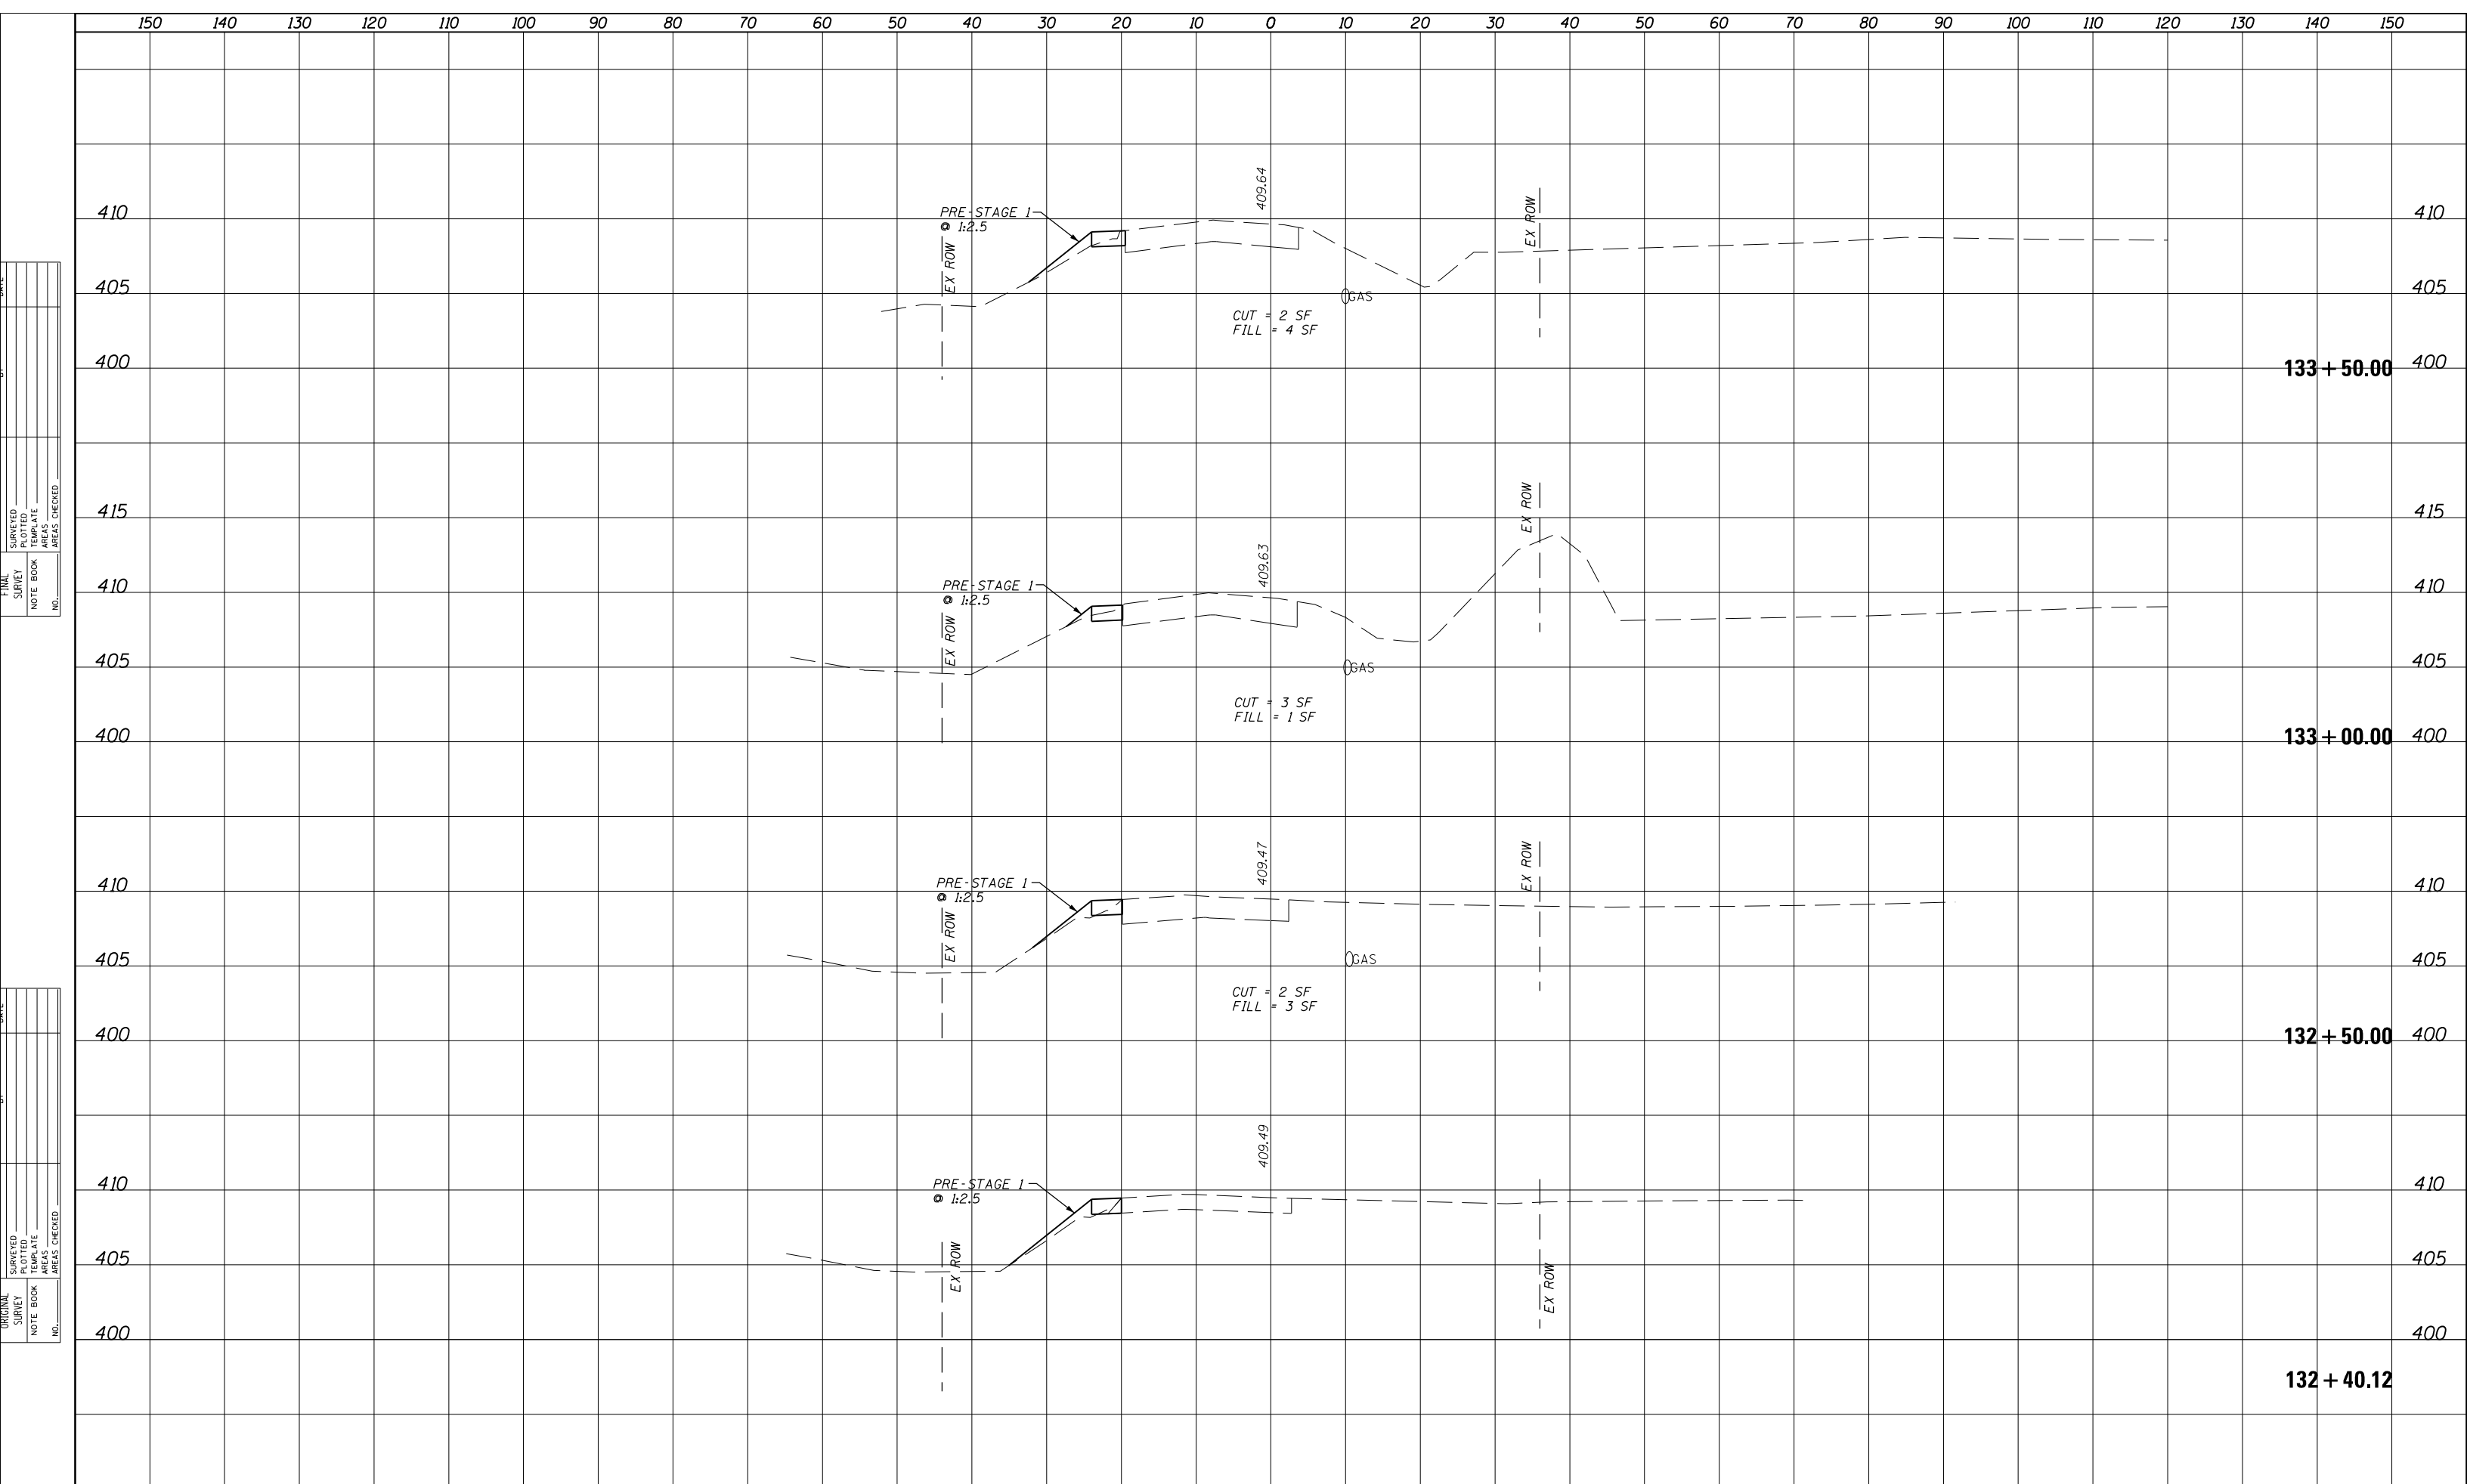 150 140 130 120 110 100 90 80 70 60 50 40 30 20 10 0 10 20 30 40 50 60 70 80 90 100 110 120 130 140 150
409.64
EX ROW
410 PRE-STAGE 1 410
@ 1:2.5
EX ROW
405 GAS 405
CUT = 2 SF
FILL = 4 SF
400 133+50.00 400
EX ROW
415 415
409.63
410 PRE-STAGE 1 410
@ 1:2.5
EX ROW
405 GAS 405
CUT = 3 SF
FILL = 1 SF
400 133+00.00 400
409.47
EX ROW
410 PRE-STAGE 1 410
@ 1:2.5
EX ROW
405 GAS 405
CUT = 2 SF
FILL = 3 SF
400 132+50.00 400
409.49
410 PRE-STAGE 1 410
@ 1:2.5
EX ROW
405 405
EX ROW
400 400
132+40.12
FINAL
SURVEY
NOTE BOOK
NO.
SURVEYED
PLOTTED
TEMPLATE
AREAS
AREAS CHECKED
ORIGINAL
SURVEY
NOTE BOOK
NO.
SURVEYED
PLOTTED
TEMPLATE
AREAS
AREAS CHECKED